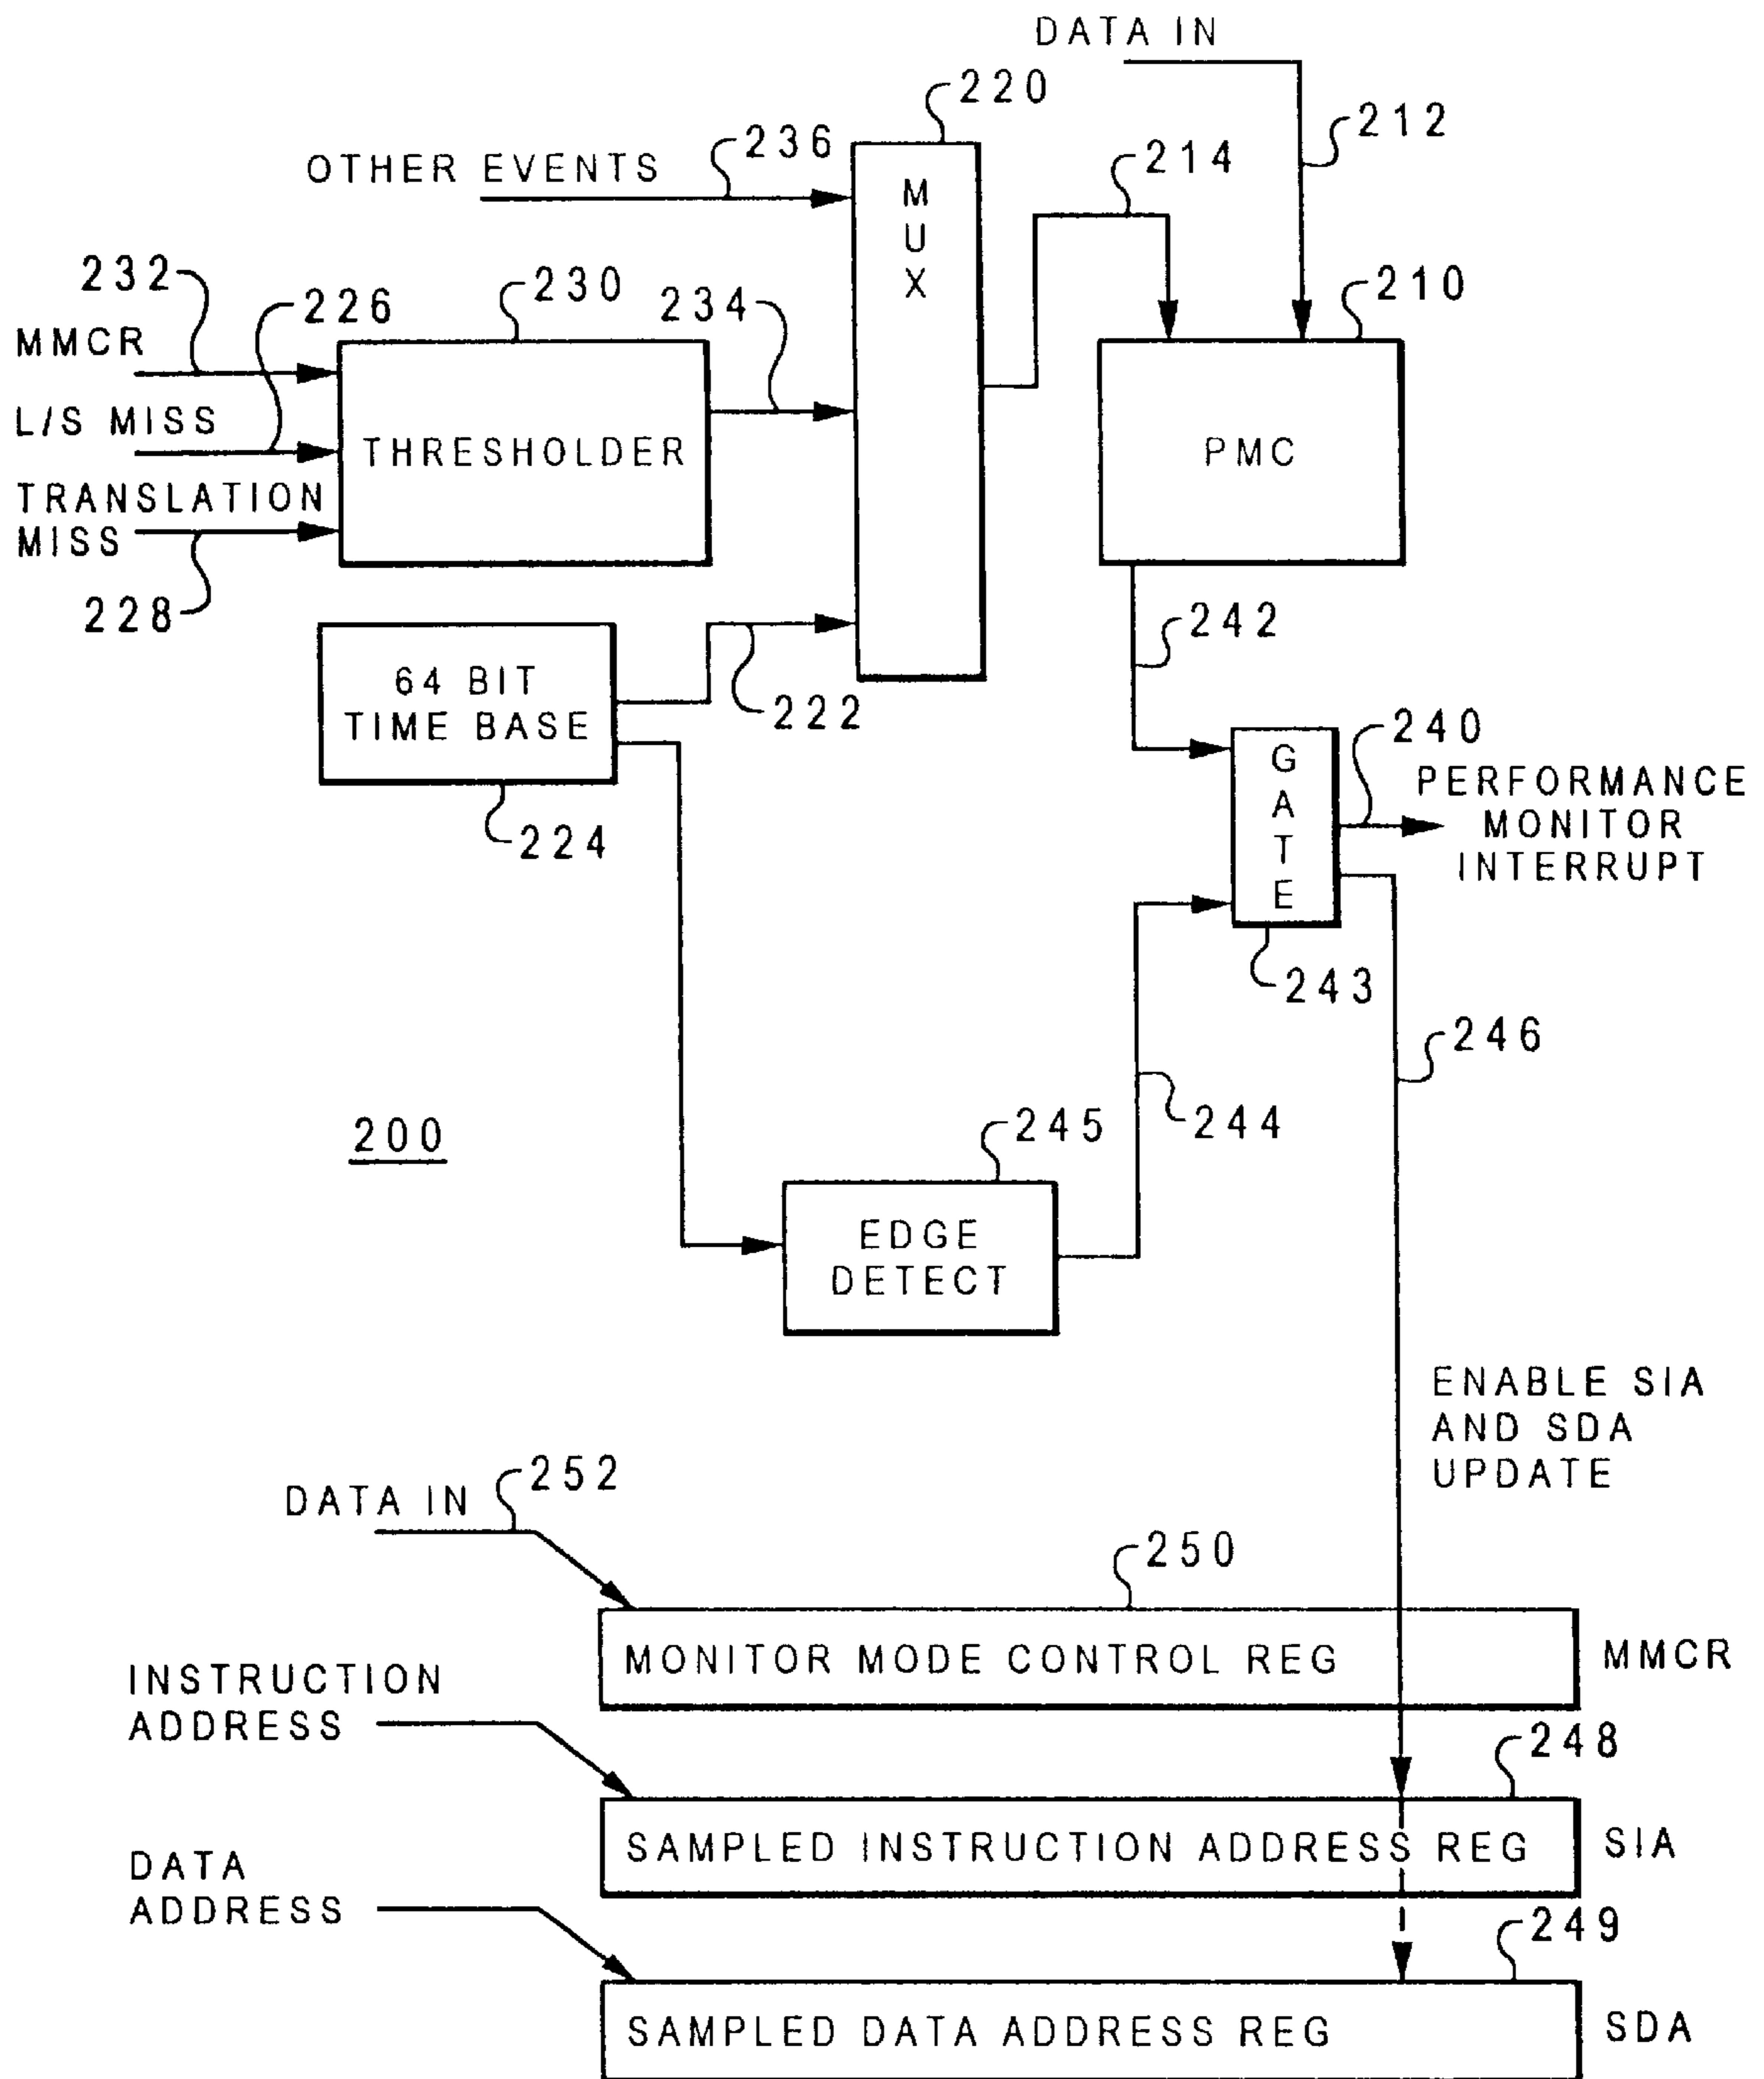 DATA IN
220
212
236
214
OTHER EVENTS
MUX
232
226
230
234
210
MMCR
L/S MISS
THRESHOLDER
PMC
TRANSLATION
MISS
228
242
64 BIT
TIME BASE
222
224
GATE
240
PERFORMANCE
MONITOR
INTERRUPT
243
246
200
245
244
EDGE
DETECT
ENABLE SIA
AND SDA
UPDATE
252
DATA IN
250
MONITOR MODE CONTROL REG
MMCR
INSTRUCTION
ADDRESS
248
SAMPLED INSTRUCTION ADDRESS REG
SIA
DATA
ADDRESS
249
SAMPLED DATA ADDRESS REG
SDA